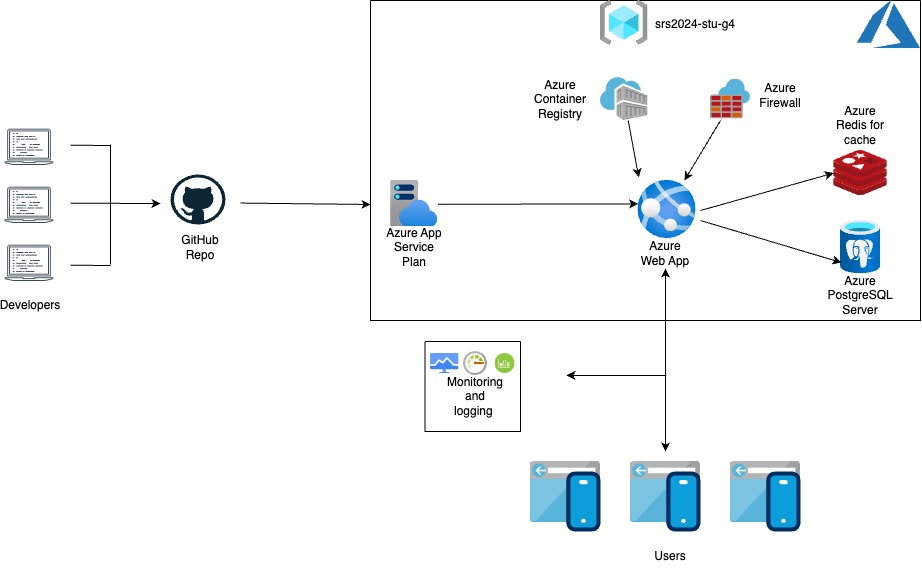 srs2024-stu-g4
Azure
Container
Registry
Azure
Firewall
Azure
Redis for
cache
GitHub
Repo
Developers
Azure App
Service
Plan
Azure
Web App
Azure
PostgreSQL
Server
Monitoring
and
logging
Users